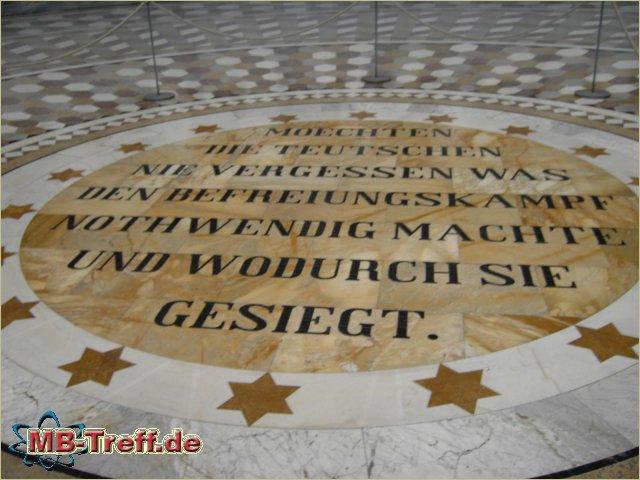 MOECHTEN
DIE TEUTSCHEN
NIE VERGESSEN WAS
DEN BEFREIUNGSKAMPF
NOTHWENDIG MACHTE
UND WODURCH SIE
GESIEGT.
MB-Treff.de